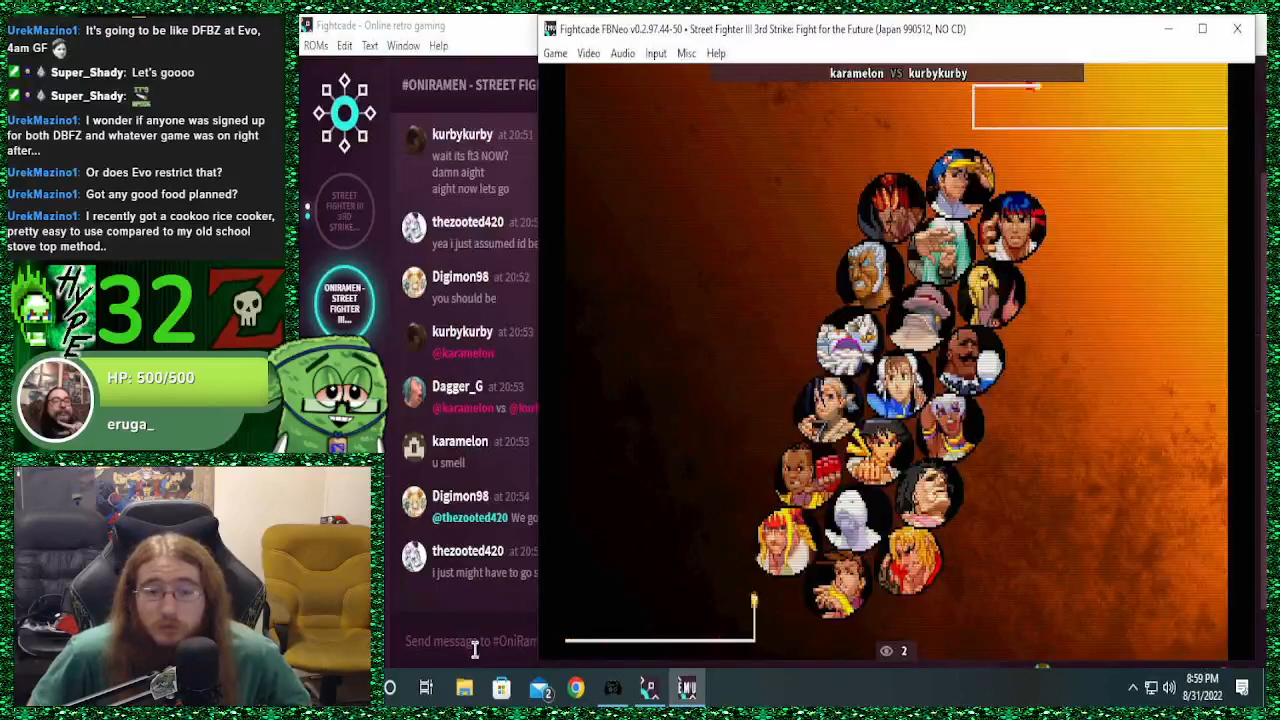 UrekMazino1: It's going to be like DFBZ at Evo,
4am GF
Super_Shady: Let's goooo
Super_Shady:
UrekMazino1: I wonder if anyone was signed up
for both DBFZ and whatever game was on right
after...
UrekMazino1: Or does Evo restrict that?
UrekMazino1: Got any good food planned?
UrekMazino1: I recently got a cookoo rice cooker,
pretty easy to use compared to my old school
stove top method..
HYPE
32
Z
HP: 500/500
eruga_
Fightcade - Online retro gaming
ROMs Edit Text Window Help
STREET
FIGHTER III
3RD
STRIKE...
ONIRAMEN -
STREET
FIGHTER
III...
#ONIRAMEN - STREET FIG
kurbykurby at 20:51
wait its ft3 NOW?
damn aight
aight now lets go
thezooted420 at 20:5
yea i just assumed id be
Digimon98 at 20:52
you should be
kurbykurby at 20:53
@karamelon
Dagger_G at 20:53
@karamelon vs @kurl
karamelon at 20:53
u smell
Digimon98 at 20:54
@thezooted420 We go
thezooted420 at 20:5
i just might have to go s
Send message to #OniRam
Fightcade FBNeo v0.2.97.44-50 • Street Fighter III 3rd Strike: Fight for the Future (Japan 990512, NO CD)
Game Video Audio Input Misc Help
karamelon VS kurbykurby
2
2
EMU
8:59 PM
8/31/2022